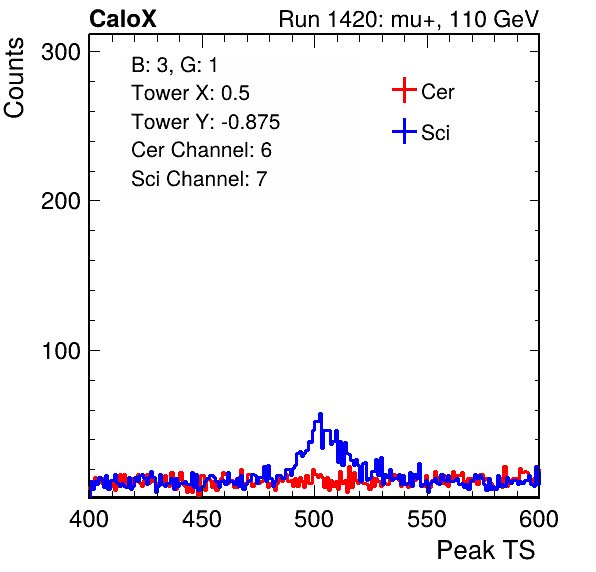 CaloX Run 1420: mu+, 110 GeV
Counts
300
200
100
B: 3, G: 1
Tower X: 0.5
Tower Y: -0.875
Cer Channel: 6
Sci Channel: 7
Cer
Sci
400 450 500 550 600
Peak TS